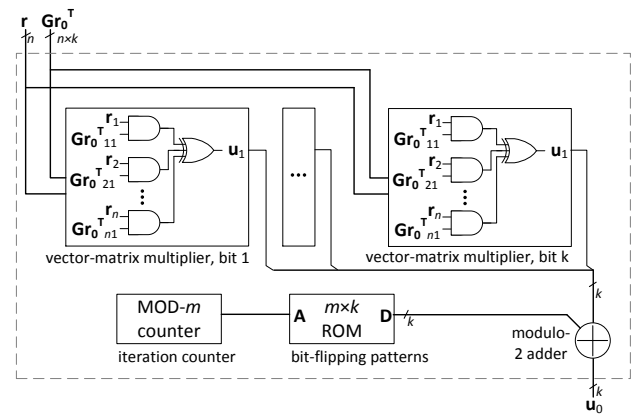 r Gr₀ᵀ
n n×k
r₁ r₁
Gr₀ᵀ₁₁ Gr₀ᵀ₁₁
r₂ u₁ r₂ u₁
Gr₀ᵀ₂₁ ... Gr₀ᵀ₂₁
rₙ rₙ
Gr₀ᵀₙ₁ Gr₀ᵀₙ₁
vector-matrix multiplier, bit 1 vector-matrix multiplier, bit k
k
MOD-m m×k
counter A ROM D k
iteration counter bit-flipping patterns
modulo-
2 adder
k
u₀